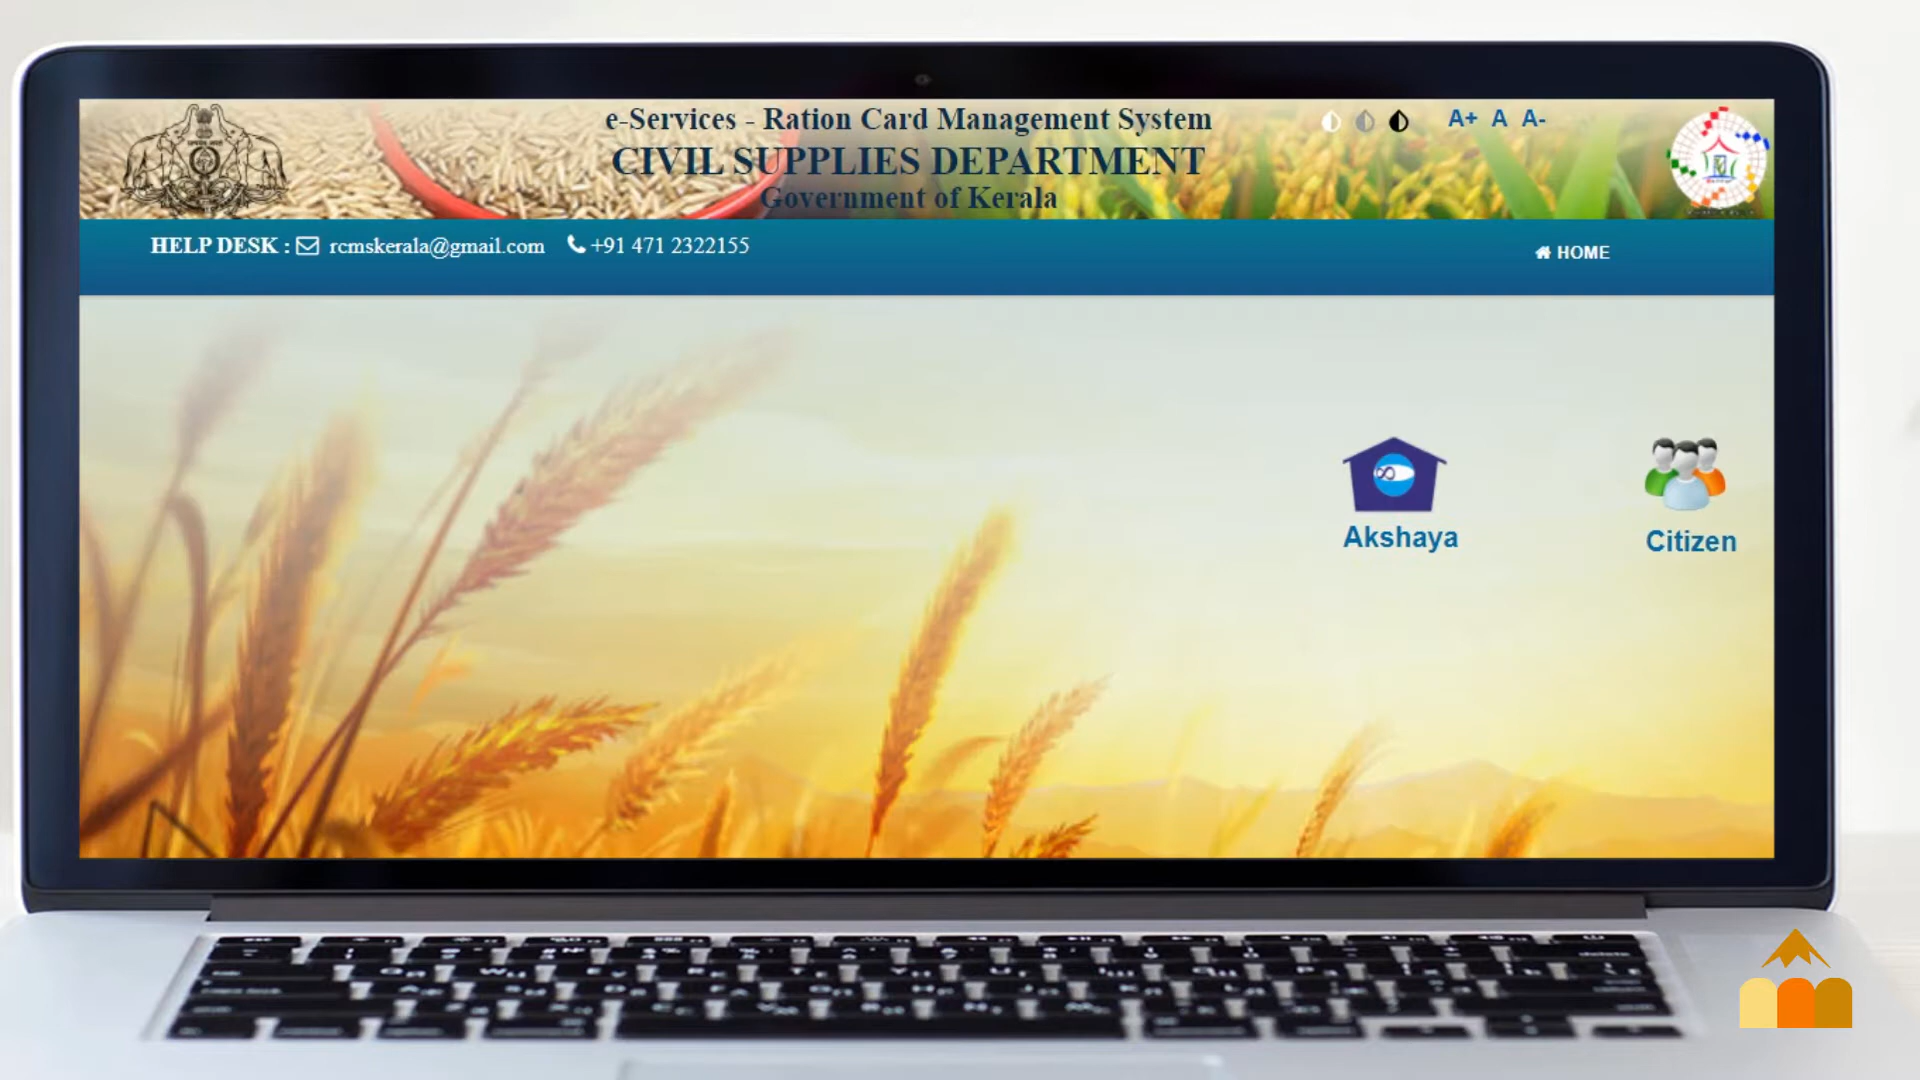 e-Services - Ration Card Management System
CIVIL SUPPLIES DEPARTMENT
Government of Kerala
A+ A A-
HELP DESK : rcmskerala@gmail.com +91 471 2322155
HOME
Akshaya
Citizen